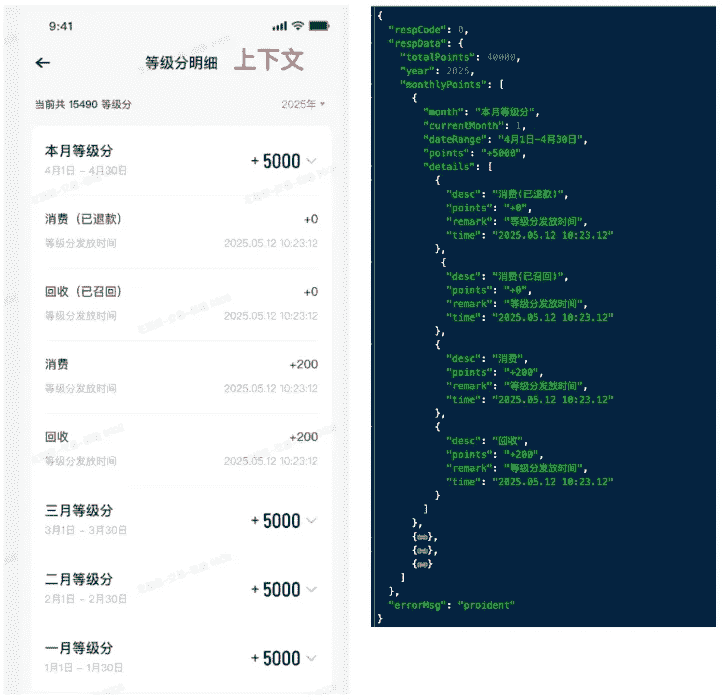 9:41
等级分明细
上下文
当前共 15490 等级分
2025年
本月等级分
+ 5000
4月1日 - 4月30日
消费（已退款）
+0
等级分发放时间
2025.05.12 10:23:12
回收（已召回）
+0
等级分发放时间
2025.05.12 10:23:12
消费
+200
等级分发放时间
2025.05.12 10:23:12
回收
+200
等级分发放时间
2025.05.12 10:23:12
三月等级分
+ 5000
3月1日 - 3月30日
二月等级分
+ 5000
2月1日 - 2月30日
一月等级分
+ 5000
1月1日 - 1月30日
{
"respCode": 0,
"respData": {
"totalPoints": 40000,
"year": 2025,
"monthlyPoints": [
{
"month": "本月等级分",
"currentMonth": 1,
"dateRange": "4月1日-4月30日",
"points": "+5000",
"details": [
{
"desc": "消费(已退款)",
"points": "+0",
"remark": "等级分发放时间",
"time": "2025.05.12 10:23.12"
},
{
"desc": "消费(已召回)",
"points": "+0",
"remark": "等级分发放时间",
"time": "2025.05.12 10:23.12"
},
{
"desc": "消费",
"points": "+200",
"remark": "等级分发放时间",
"time": "2025.05.12 10:23.12"
},
{
"desc": "回收",
"points": "+200",
"remark": "等级分发放时间",
"time": "2025.05.12 10:23.12"
}
]
},
{
},
{
},
{
}
]
},
"errorMsg": "proident"
}